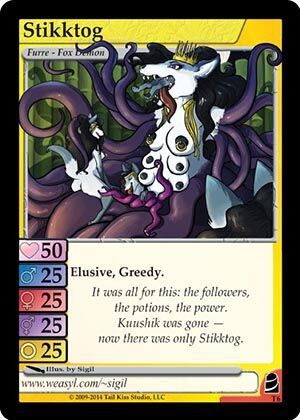 Stikktog
Furre - Fox Demon
50
25
25
25
25
Elusive, Greedy.
It was all for this: the followers,
the potions, the power.
Kuushik was gone —
now there was only Stikktog.
Illus. by Sigil
www.weasyl.com/~sigil
© 2009-2014 Tail Kiss Studio, LLC
T6